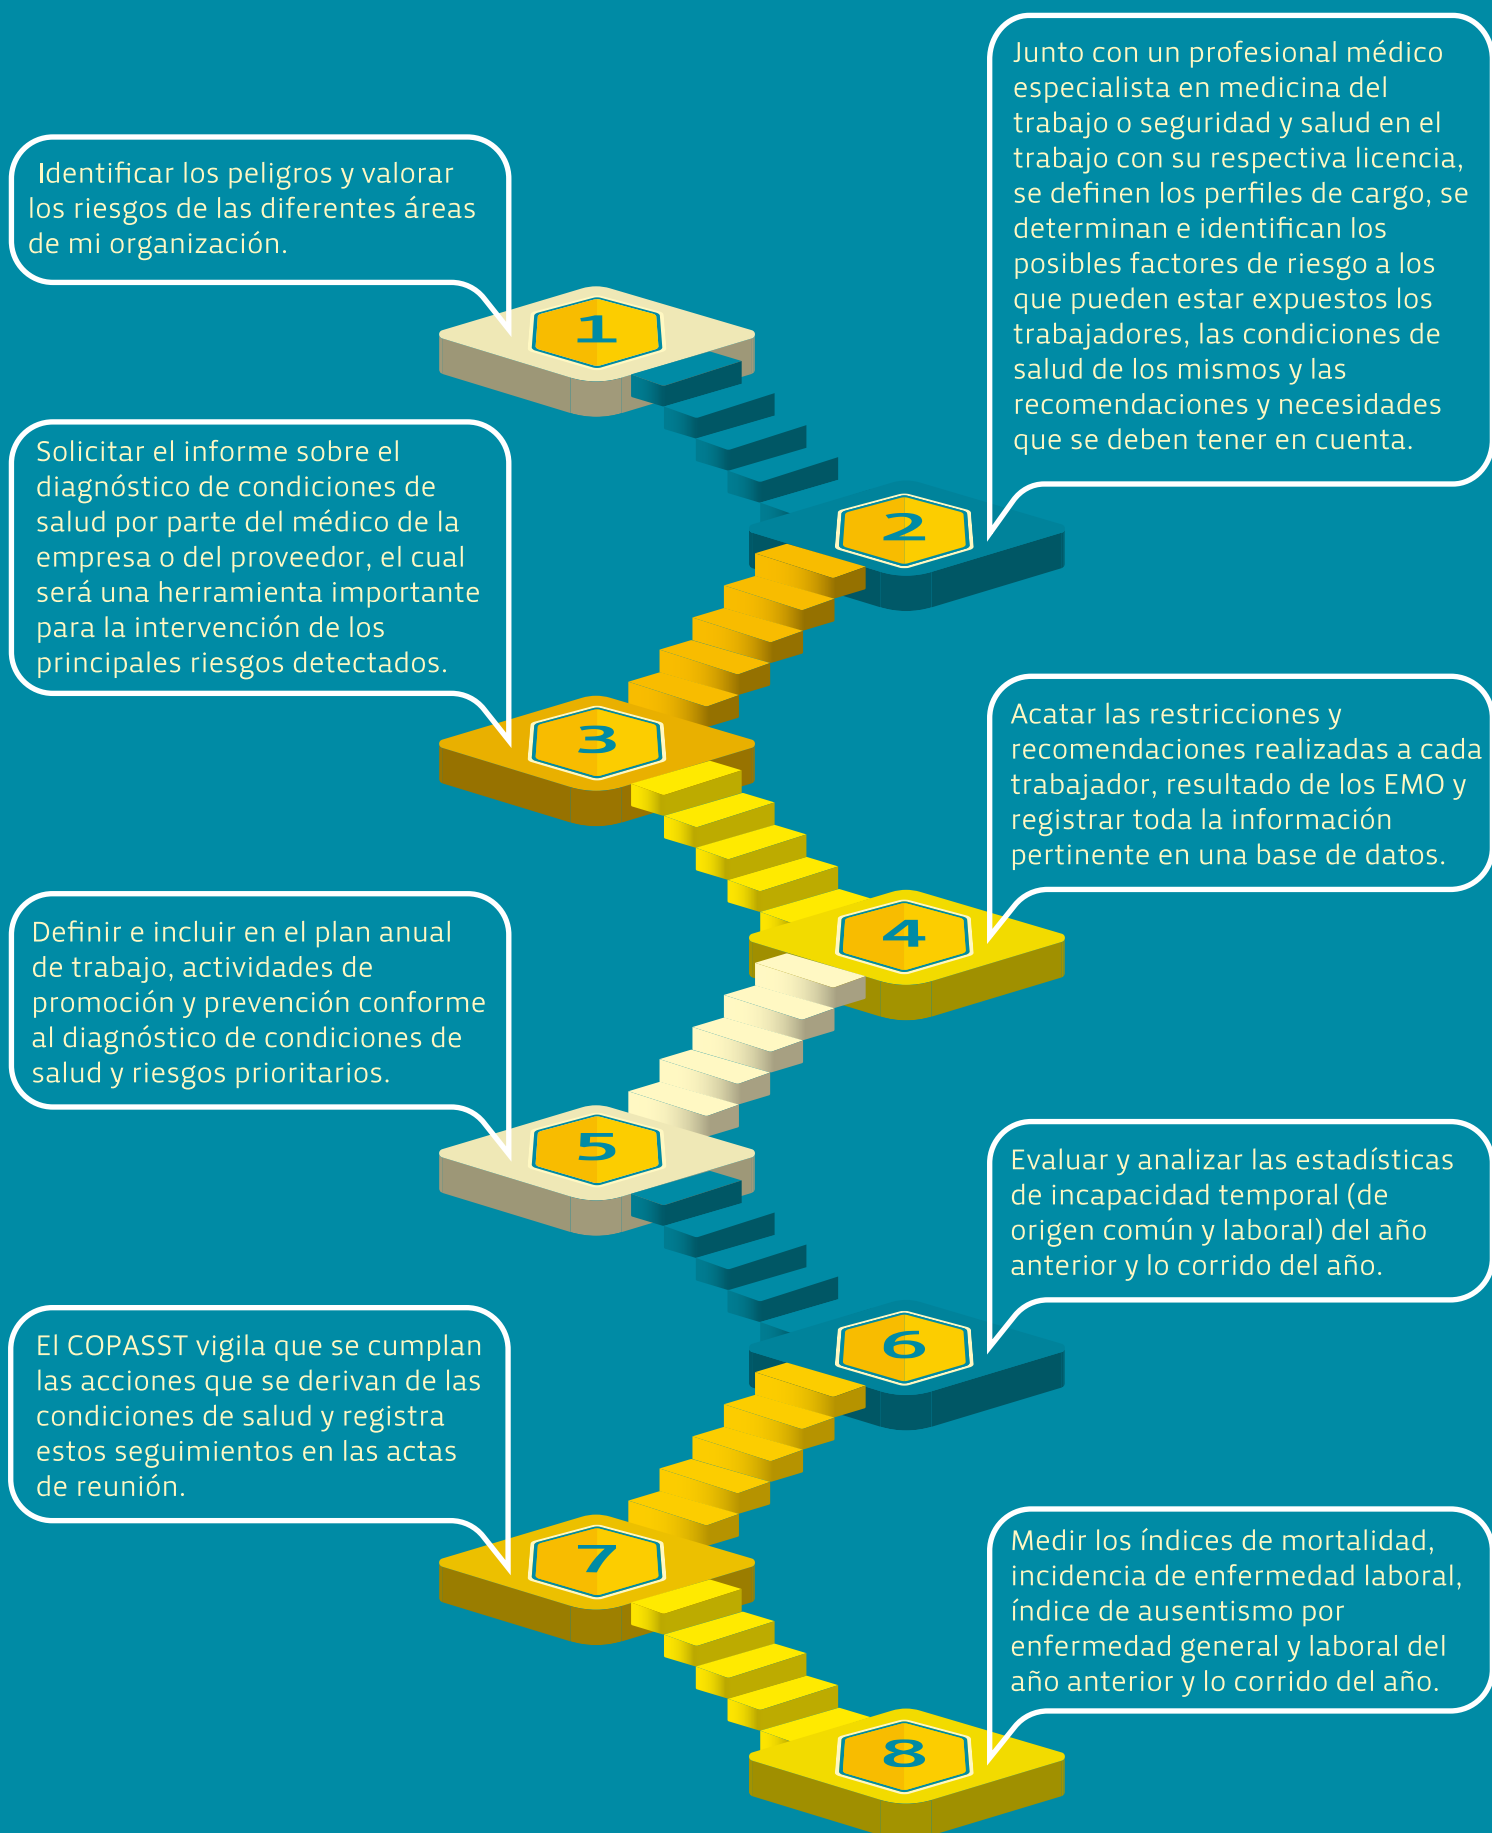 1
Identificar los peligros y valorar
los riesgos de las diferentes áreas
de mi organización.
2
Junto con un profesional médico
especialista en medicina del
trabajo o seguridad y salud en el
trabajo con su respectiva licencia,
se definen los perfiles de cargo, se
determinan e identifican los
posibles factores de riesgo a los
que pueden estar expuestos los
trabajadores, las condiciones de
salud de los mismos y las
recomendaciones y necesidades
que se deben tener en cuenta.
3
Solicitar el informe sobre el
diagnóstico de condiciones de
salud por parte del médico de la
empresa o del proveedor, el cual
será una herramienta importante
para la intervención de los
principales riesgos detectados.
4
Acatar las restricciones y
recomendaciones realizadas a cada
trabajador, resultado de los EMO y
registrar toda la información
pertinente en una base de datos.
5
Definir e incluir en el plan anual
de trabajo, actividades de
promoción y prevención conforme
al diagnóstico de condiciones de
salud y riesgos prioritarios.
6
Evaluar y analizar las estadísticas
de incapacidad temporal (de
origen común y laboral) del año
anterior y lo corrido del año.
7
El COPASST vigila que se cumplan
las acciones que se derivan de las
condiciones de salud y registra
estos seguimientos en las actas
de reunión.
8
Medir los índices de mortalidad,
incidencia de enfermedad laboral,
índice de ausentismo por
enfermedad general y laboral del
año anterior y lo corrido del año.